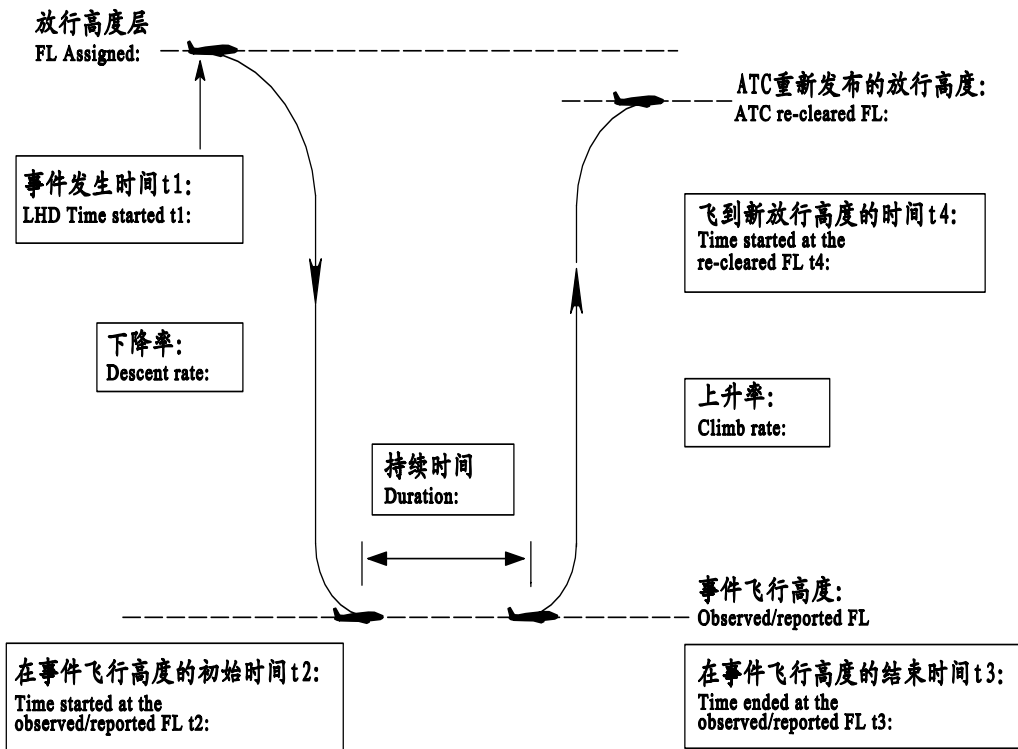 放行高度层
FL Assigned:
ATC重新发布的放行高度:
ATC re-cleared FL:
事件发生时间t1:
LHD Time started t1:
飞到新放行高度的时间t4:
Time started at the
re-cleared FL t4:
下降率:
Descent rate:
上升率:
Climb rate:
持续时间
Duration:
事件飞行高度:
Observed/reported FL
在事件飞行高度的初始时间t2:
Time started at the
observed/reported FL t2:
在事件飞行高度的结束时间t3:
Time ended at the
observed/reported FL t3: